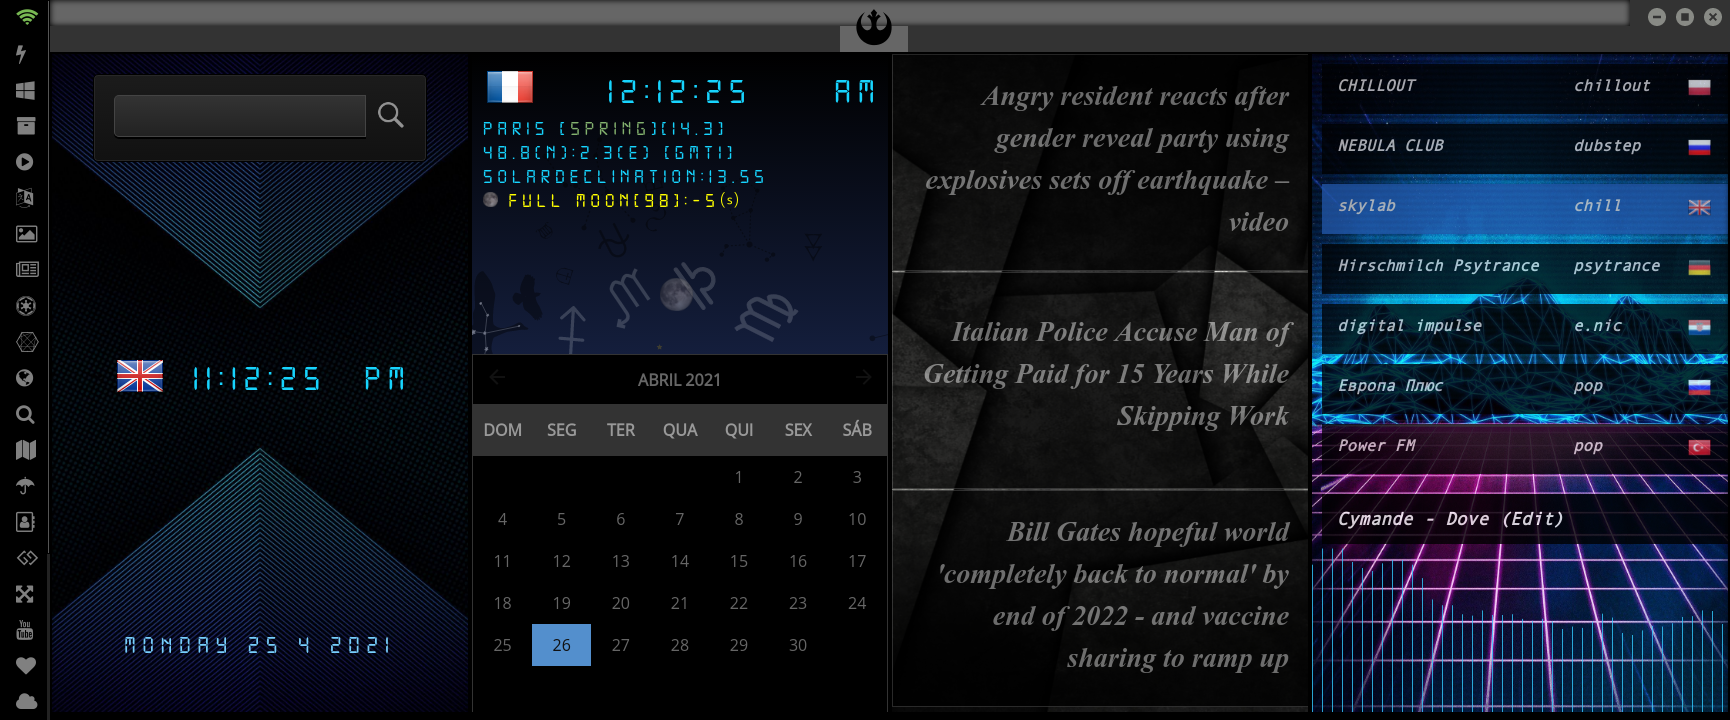 11:12:25 PM
MONDAY 25 4 2021
12:12:25 AM
PARIS [SPRING][14.3]
48.8(N):2.3(E) [GMT1]
SOLARDECLINATION:13.55
FULL MOON[98]:-5(s)
ABRIL 2021
DOM SEG TER QUA QUI SEX SÁB
1 2 3
4 5 6 7 8 9 10
11 12 13 14 15 16 17
18 19 20 21 22 23 24
25 26 27 28 29 30
Angry resident reacts after
gender reveal party using
explosives sets off earthquake –
video
Italian Police Accuse Man of
Getting Paid for 15 Years While
Skipping Work
Bill Gates hopeful world
'completely back to normal' by
end of 2022 - and vaccine
sharing to ramp up
CHILLOUT chillout
NEBULA CLUB dubstep
skylab chill
Hirschmilch Psytrance psytrance
digital impulse e.nic
Европа Плюс pop
Power FM pop
Cymande - Dove (Edit)
You
Tube